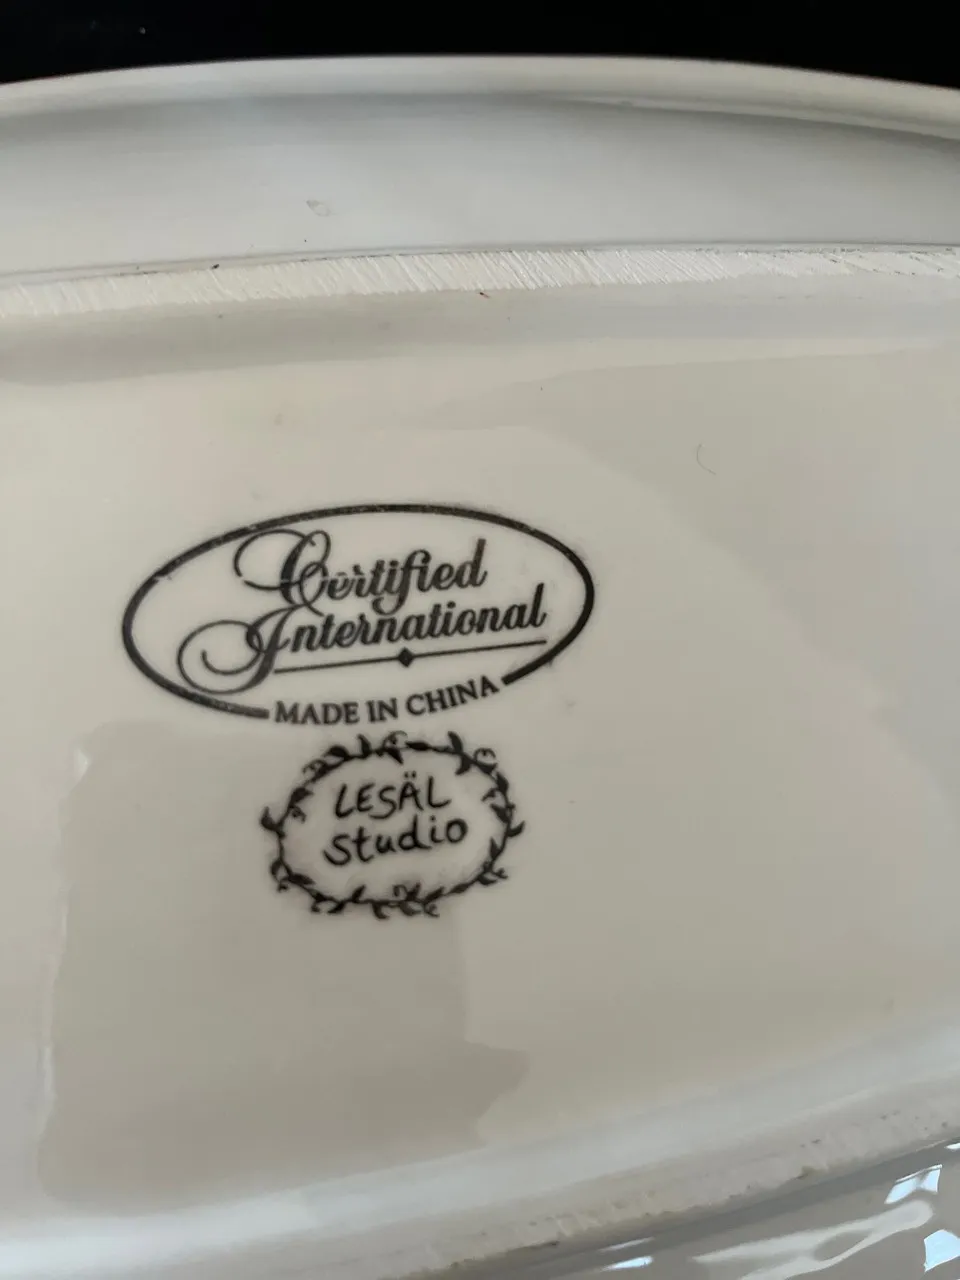 Certified
International
MADE IN CHINA
LESÄL
Studio